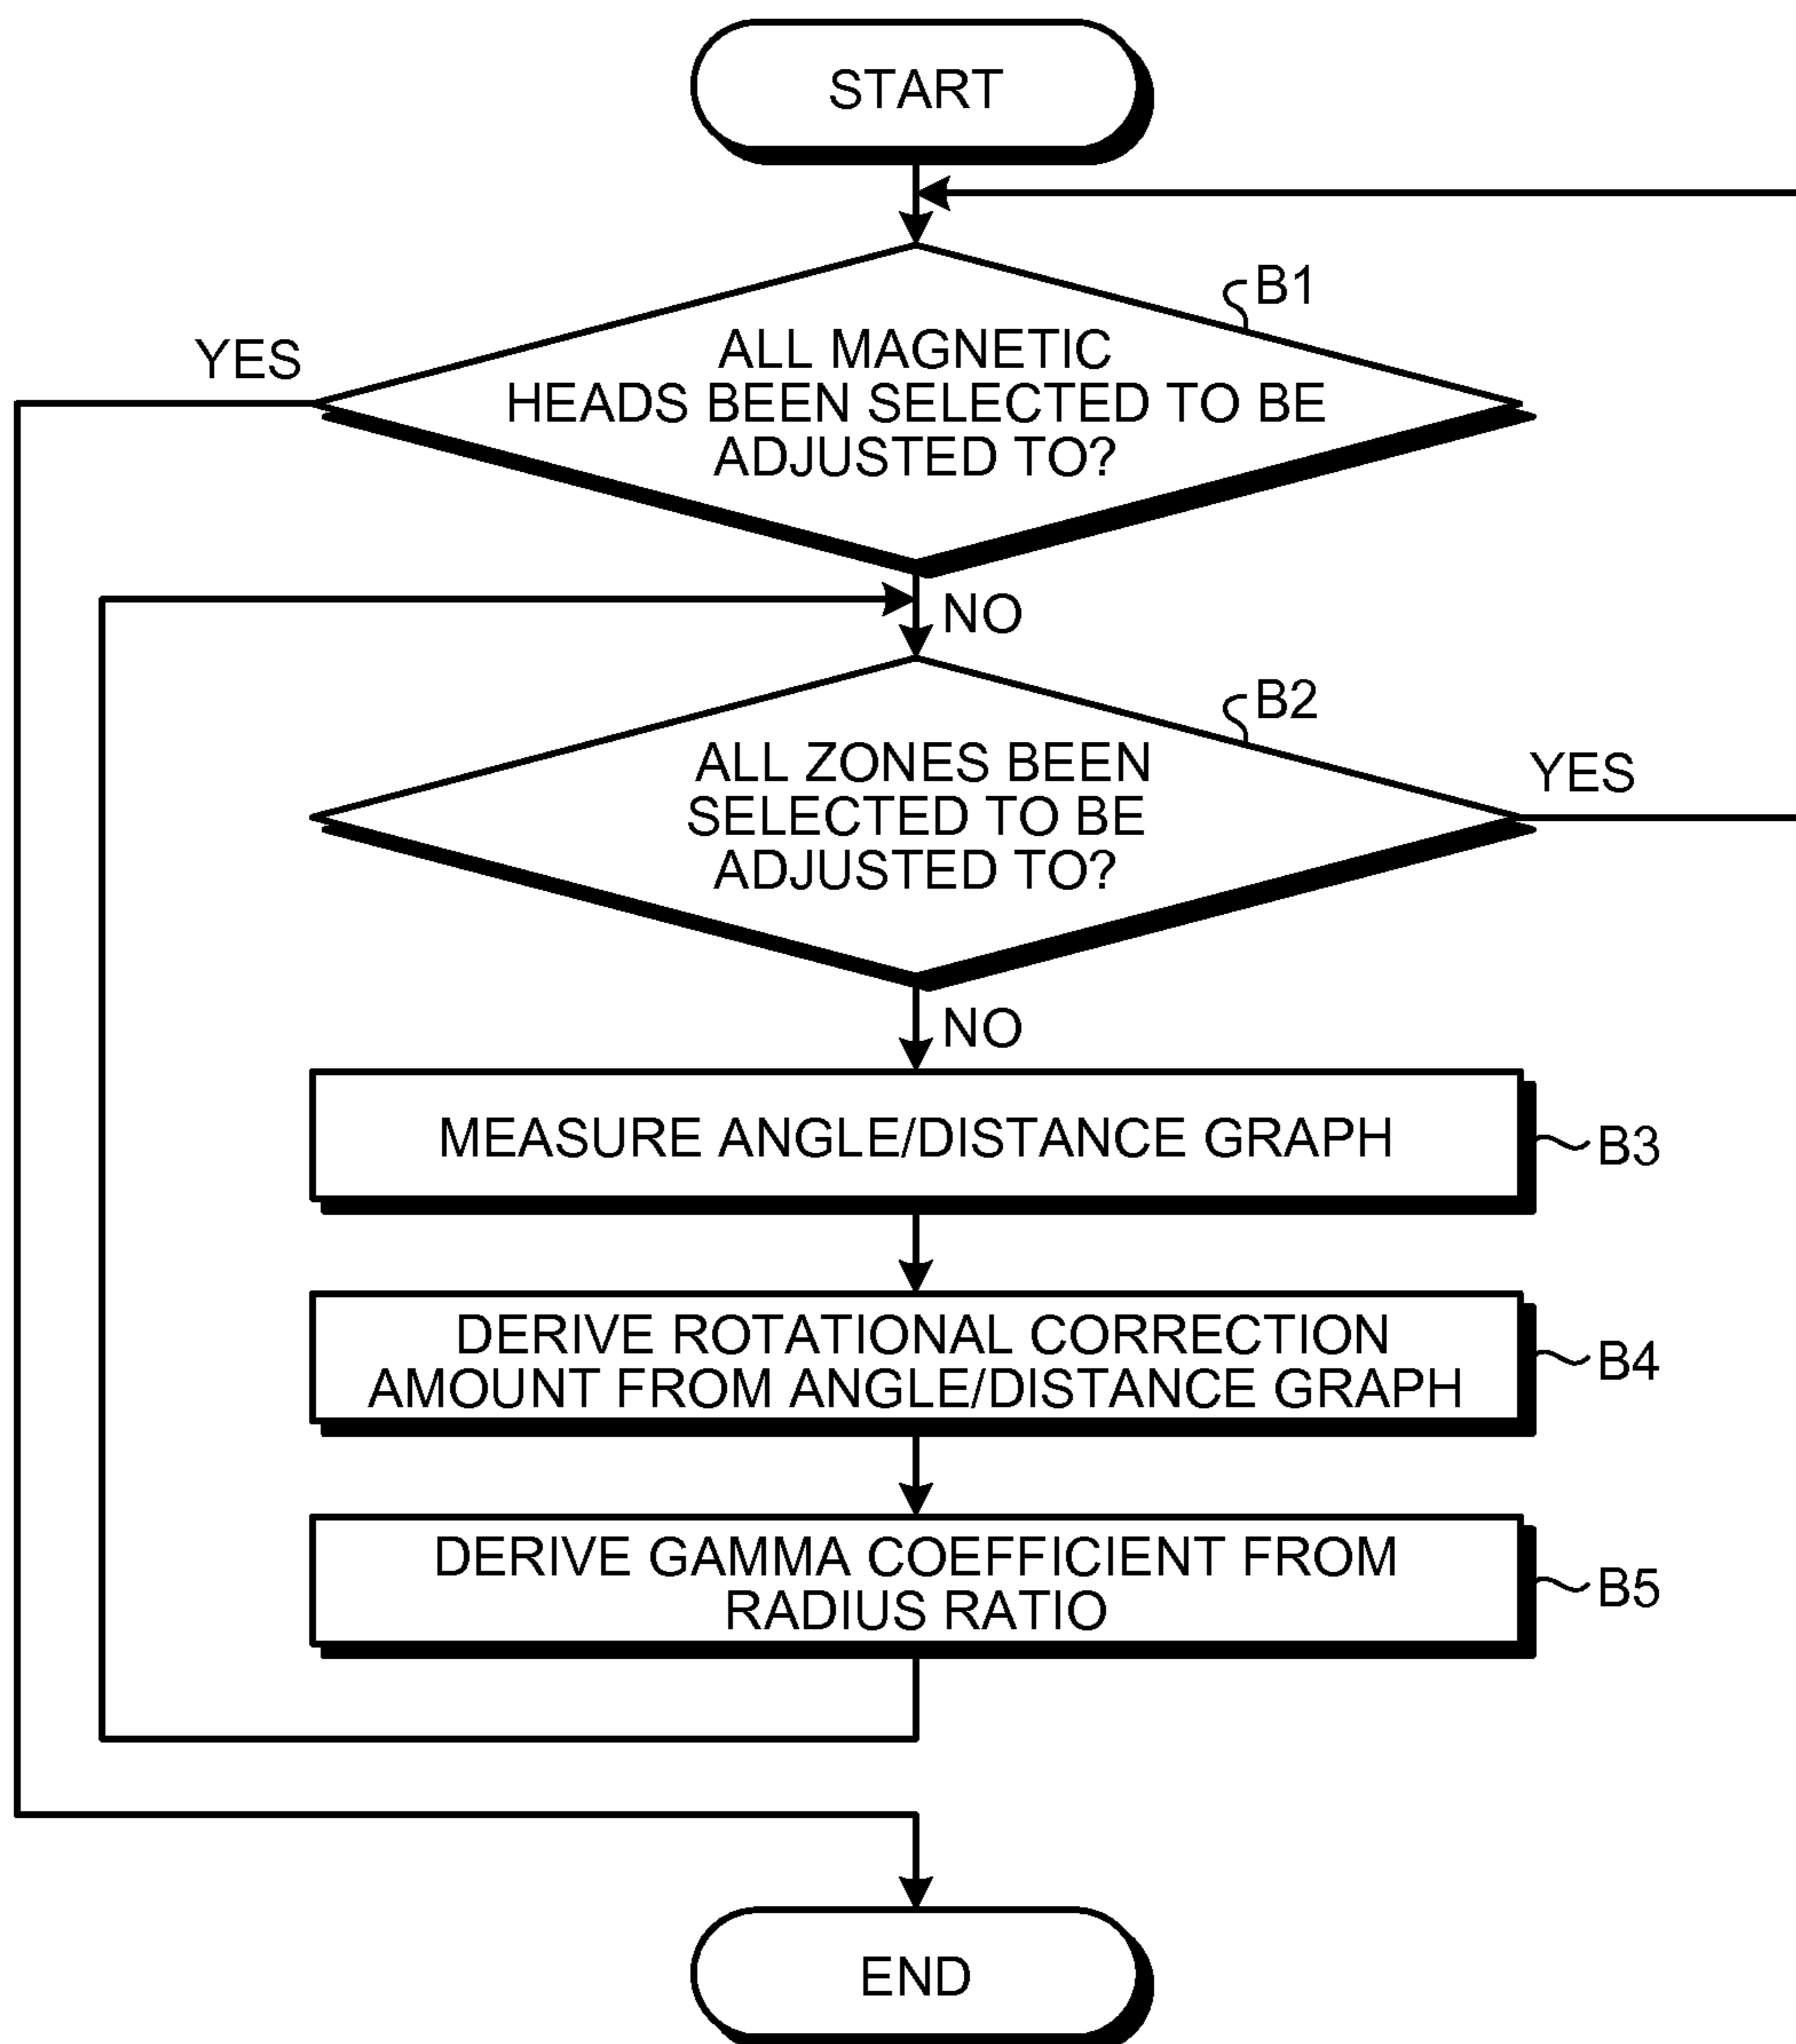 START
B1
YES
ALL MAGNETIC
HEADS BEEN SELECTED TO BE
ADJUSTED TO?
NO
B2
ALL ZONES BEEN
SELECTED TO BE
ADJUSTED TO?
YES
NO
MEASURE ANGLE/DISTANCE GRAPH
B3
DERIVE ROTATIONAL CORRECTION
AMOUNT FROM ANGLE/DISTANCE GRAPH
B4
DERIVE GAMMA COEFFICIENT FROM
RADIUS RATIO
B5
END